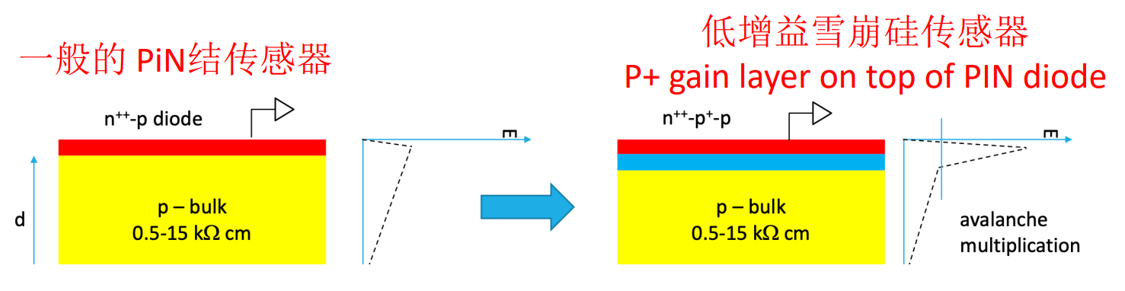 一般的 PiN结传感器
n++-p diode
E
d
p – bulk
0.5-15 kΩ cm
低增益雪崩硅传感器
P+ gain layer on top of PIN diode
n++-p+-p
E
p – bulk
0.5-15 kΩ cm
avalanche
multiplication